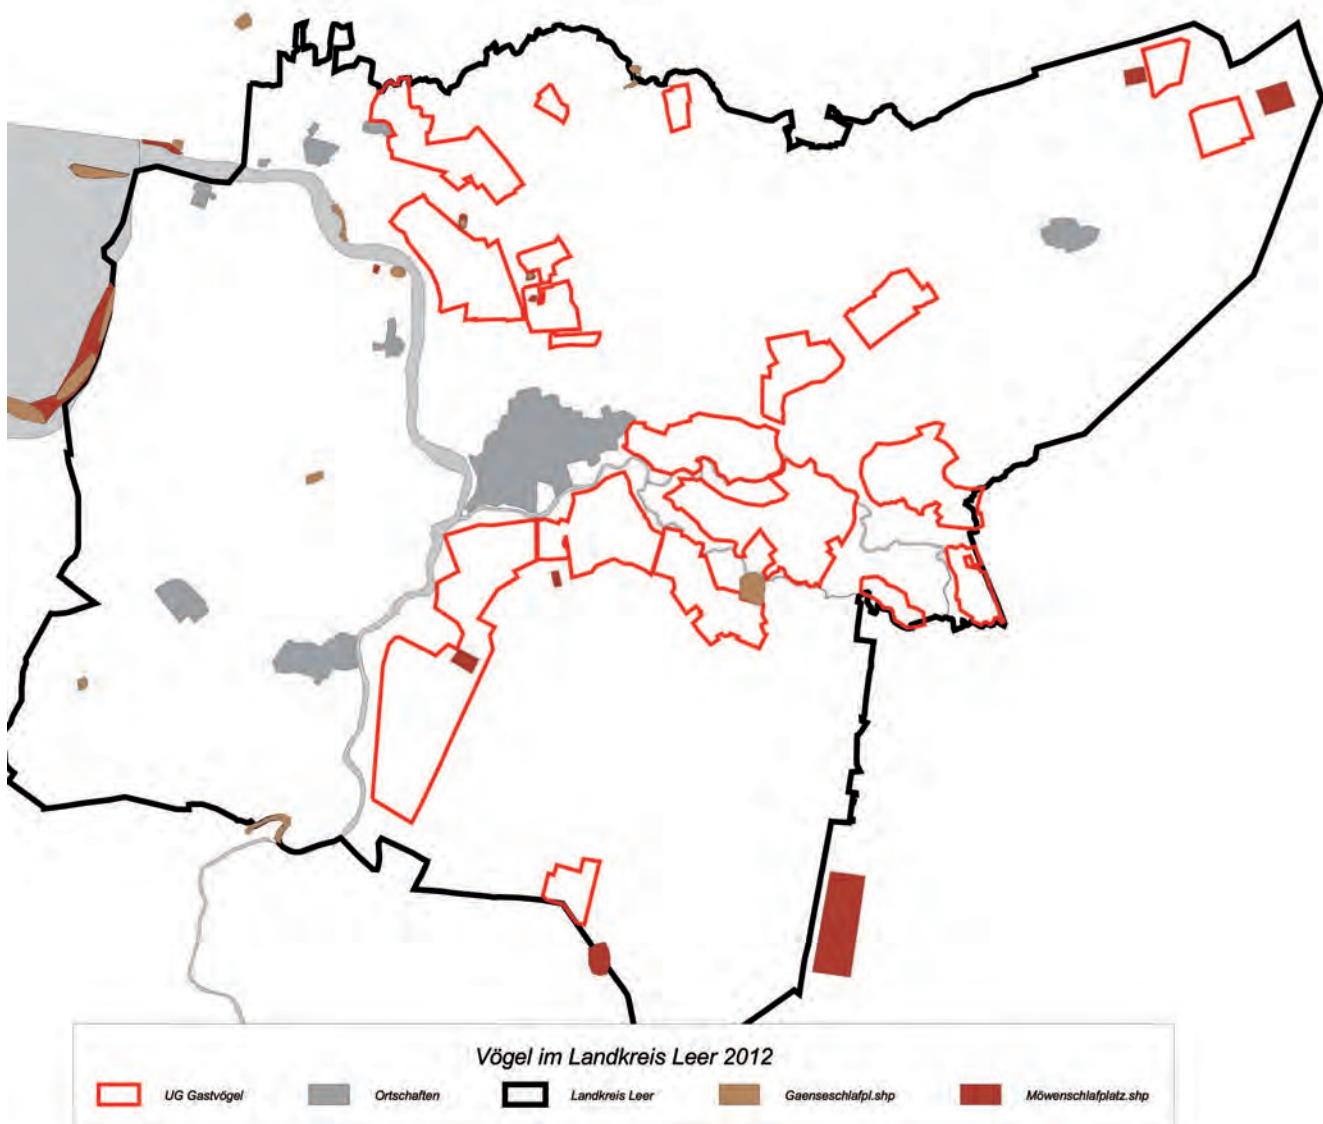 Vögel im Landkreis Leer 2012
UG Gastvögel Ortschaften Landkreis Leer Gaenseschlafpl.shp Möwenschlafplatz.shp